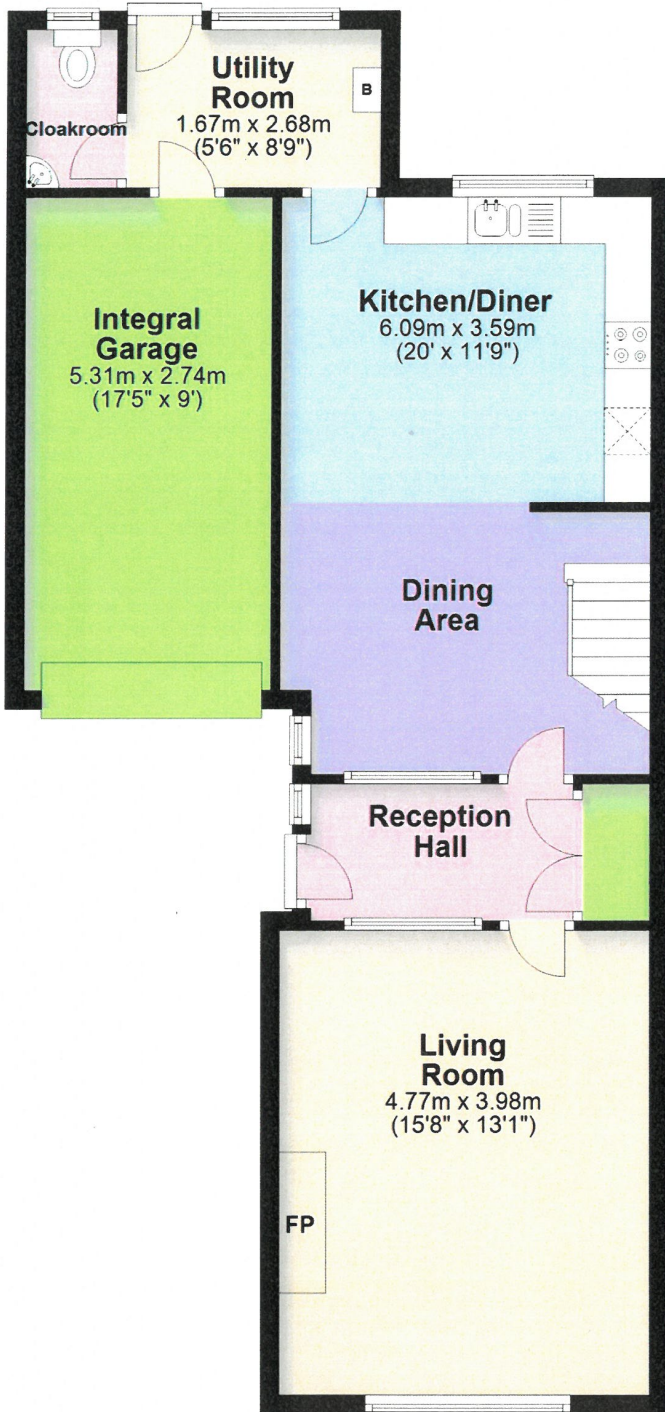 Utility
Room
1.67m x 2.68m
(5'6" x 8'9")
B
Cloakroom
Kitchen/Diner
6.09m x 3.59m
(20' x 11'9")
Integral
Garage
5.31m x 2.74m
(17'5" x 9')
Dining
Area
Reception
Hall
Living
Room
4.77m x 3.98m
(15'8" x 13'1")
FP